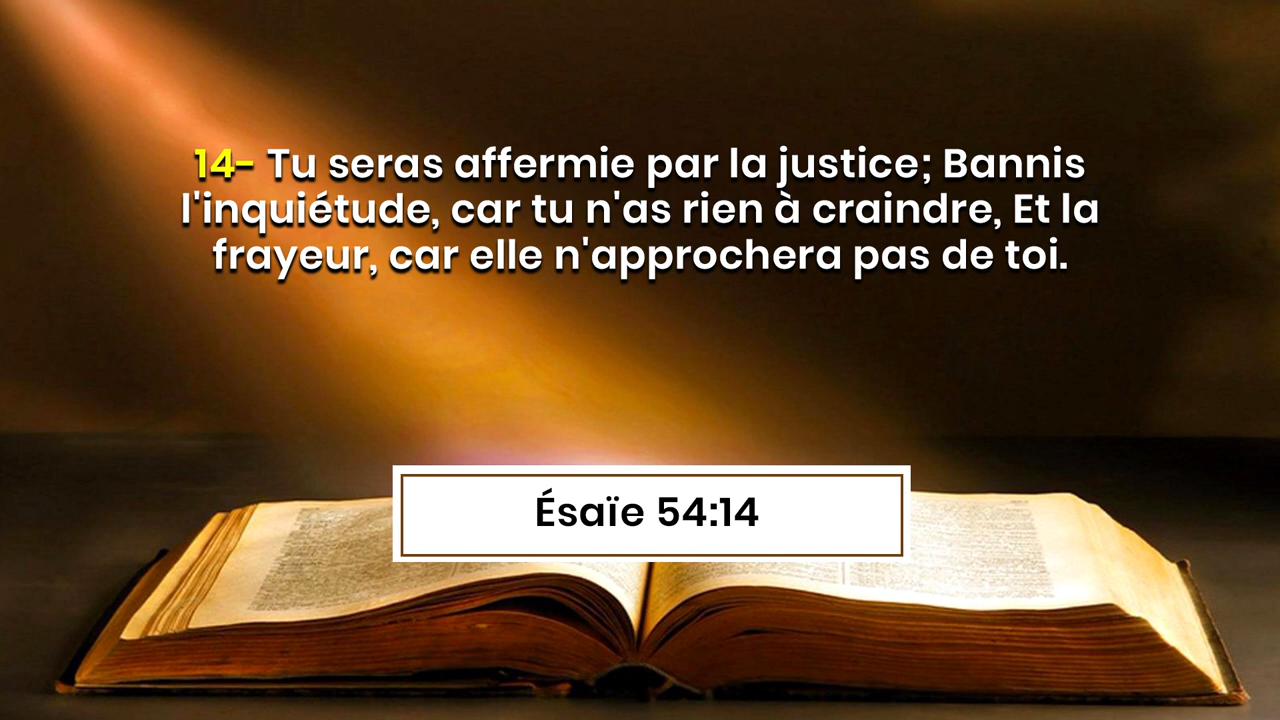 14- Tu seras affermie par la justice; Bannis
l'inquiétude, car tu n'as rien à craindre, Et la
frayeur, car elle n'approchera pas de toi.
Ésaïe 54:14